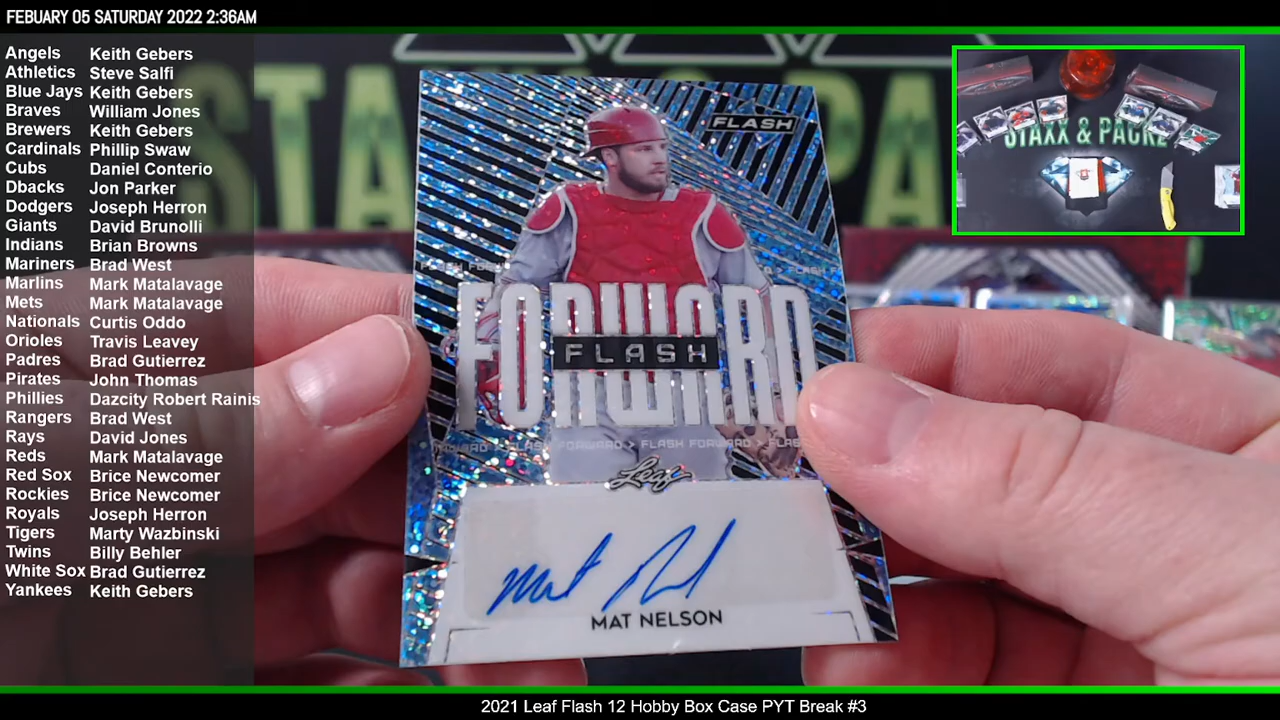 FEBUARY 05 SATURDAY 2022 2:36AM
Angels Keith Gebers
Athletics Steve Salfi
Blue Jays Keith Gebers
Braves William Jones
Brewers Keith Gebers
Cardinals Phillip Swaw
Cubs Daniel Conterio
Dbacks Jon Parker
Dodgers Joseph Herron
Giants David Brunolli
Indians Brian Browns
Mariners Brad West
Marlins Mark Matalavage
Mets Mark Matalavage
Nationals Curtis Oddo
Orioles Travis Leavey
Padres Brad Gutierrez
Pirates John Thomas
Phillies Dazcity Robert Rainis
Rangers Brad West
Rays David Jones
Reds Mark Matalavage
Red Sox Brice Newcomer
Rockies Brice Newcomer
Royals Joseph Herron
Tigers Marty Wazbinski
Twins Billy Behler
White Sox Brad Gutierrez
Yankees Keith Gebers
FLASH
FORWARD
FLASH
FLASH FORWARD > FLASH FORWARD >
Leaf
Mat Nelson
MAT NELSON
STAXX & PACKZ
2021 Leaf Flash 12 Hobby Box Case PYT Break #3